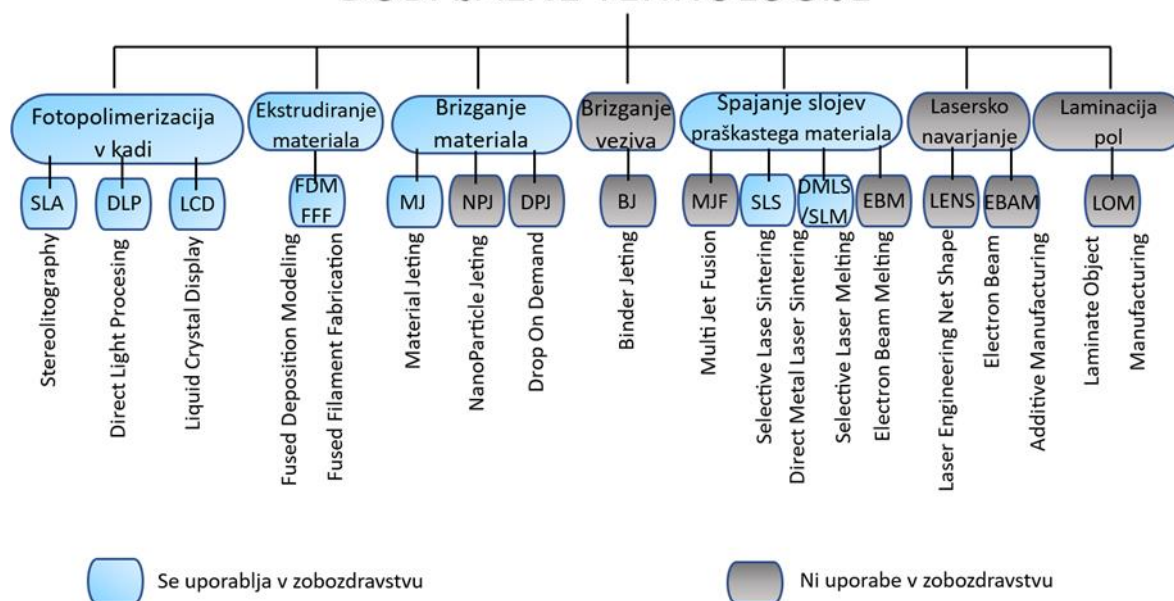 Fotopolimerizacija
v kadi
Ekstrudiranje
materiala
Brizganje
materiala
Brizganje
veziva
Spajanje slojev
praškastega materiala
Lasersko
navarjanje
Laminacija
pol
SLA
DLP
LCD
FDM
FFF
MJ
NPJ
DPJ
BJ
MJF
SLS
DMLS
/SLM
EBM
LENS
EBAM
LOM
Stereolitography
Direct Light Procesing
Liquid Crystal Display
Fused Deposition Modeling
Fused Filament Fabrication
Material Jeting
NanoParticle Jeting
Drop On Demand
Binder Jeting
Multi Jet Fusion
Selective Lase Sintering
Direct Metal Laser Sintering
Selective Laser Melting
Electron Beam Melting
Laser Engineering Net Shape
Electron Beam
Additive Manufacturing
Laminate Object
Manufacturing
Se uporablja v zobozdravstvu
Ni uporabe v zobozdravstvu